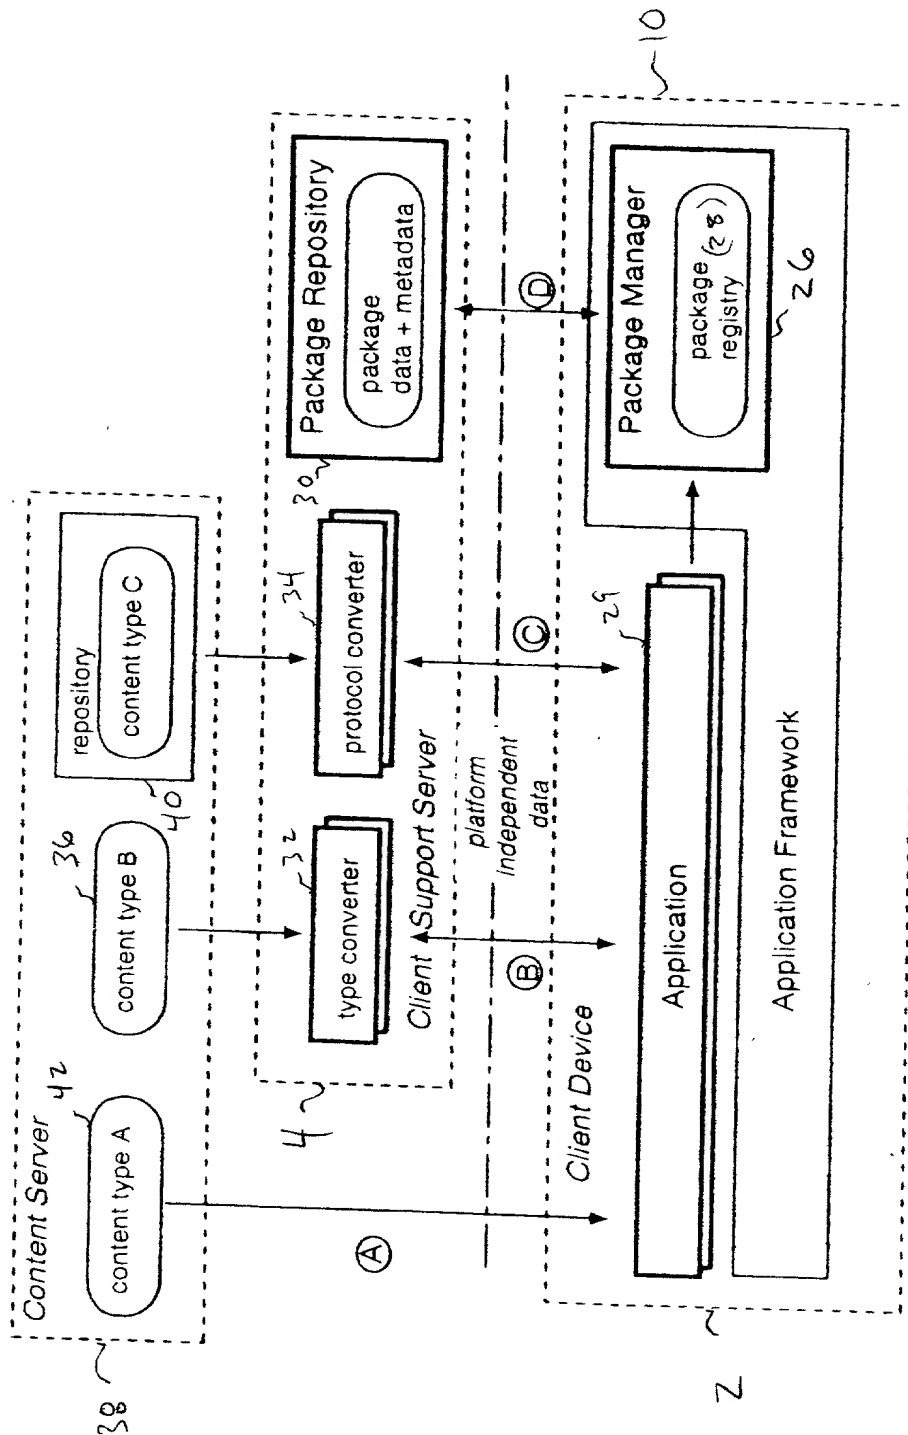 Content Server
42
content type A
36
content type B
repository
content type C
40
38
4
32
type converter
34
protocol converter
30
Package Repository
package
data + metadata
Client Support Server
A
B
C
D
platform
independent
data
Client Device
10
29
Application
Package Manager
package
registry (28)
26
Application Framework
2